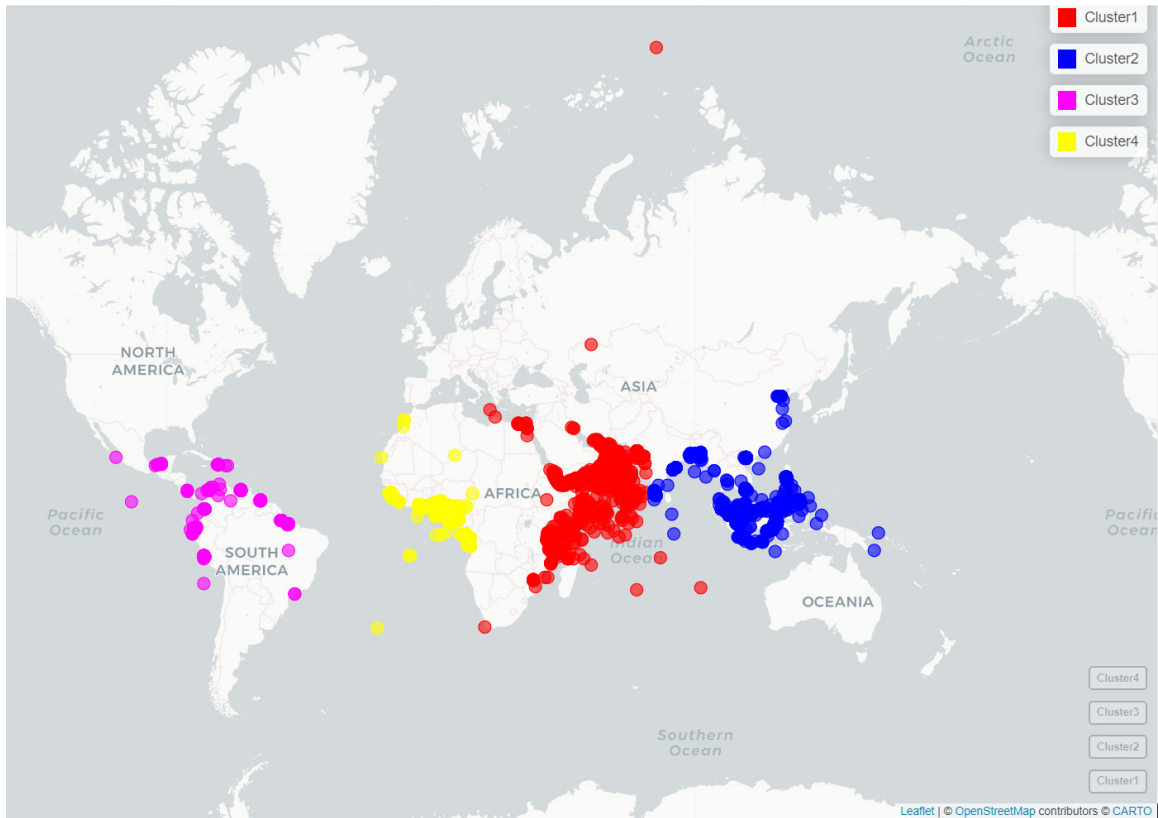 Arctic
Ocean
Cluster1
Cluster2
Cluster3
Cluster4
NORTH
AMERICA
ASIA
AFRICA
Pacific
Ocean
Indian
Ocean
Pacific
Ocean
SOUTH
AMERICA
OCEANIA
Southern
Ocean
Cluster4
Cluster3
Cluster2
Cluster1
Leaflet | © OpenStreetMap contributors © CARTO